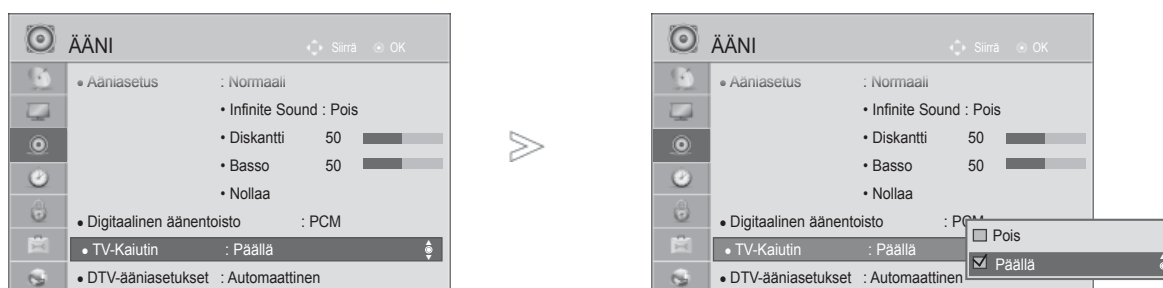 ÄÄNI Siirrä OK
• Ääniasetus : Normaali
• Infinite Sound : Pois
• Diskantti 50
• Basso 50
• Nollaa
• Digitaalinen äänentoisto : PCM
• TV-Kaiutin : Päällä
• DTV-ääniasetukset : Automaattinen
ÄÄNI Siirrä OK
• Ääniasetus : Normaali
• Infinite Sound : Pois
• Diskantti 50
• Basso 50
• Nollaa
• Digitaalinen äänentoisto : PCM
• TV-Kaiutin : Päällä
• DTV-ääniasetukset : Automaattinen
Pois
Päällä